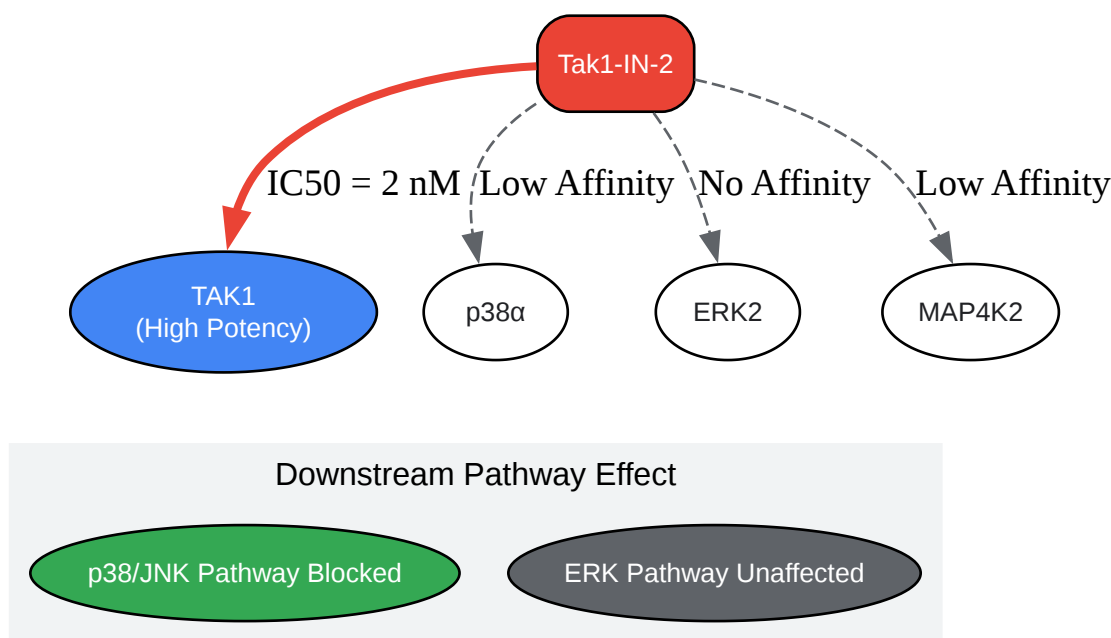 Tak1-IN-2
IC50 = 2 nM
Low Affinity
No Affinity
Low Affinity
TAK1
(High Potency)
p38α
ERK2
MAP4K2
Downstream Pathway Effect
p38/JNK Pathway Blocked
ERK Pathway Unaffected